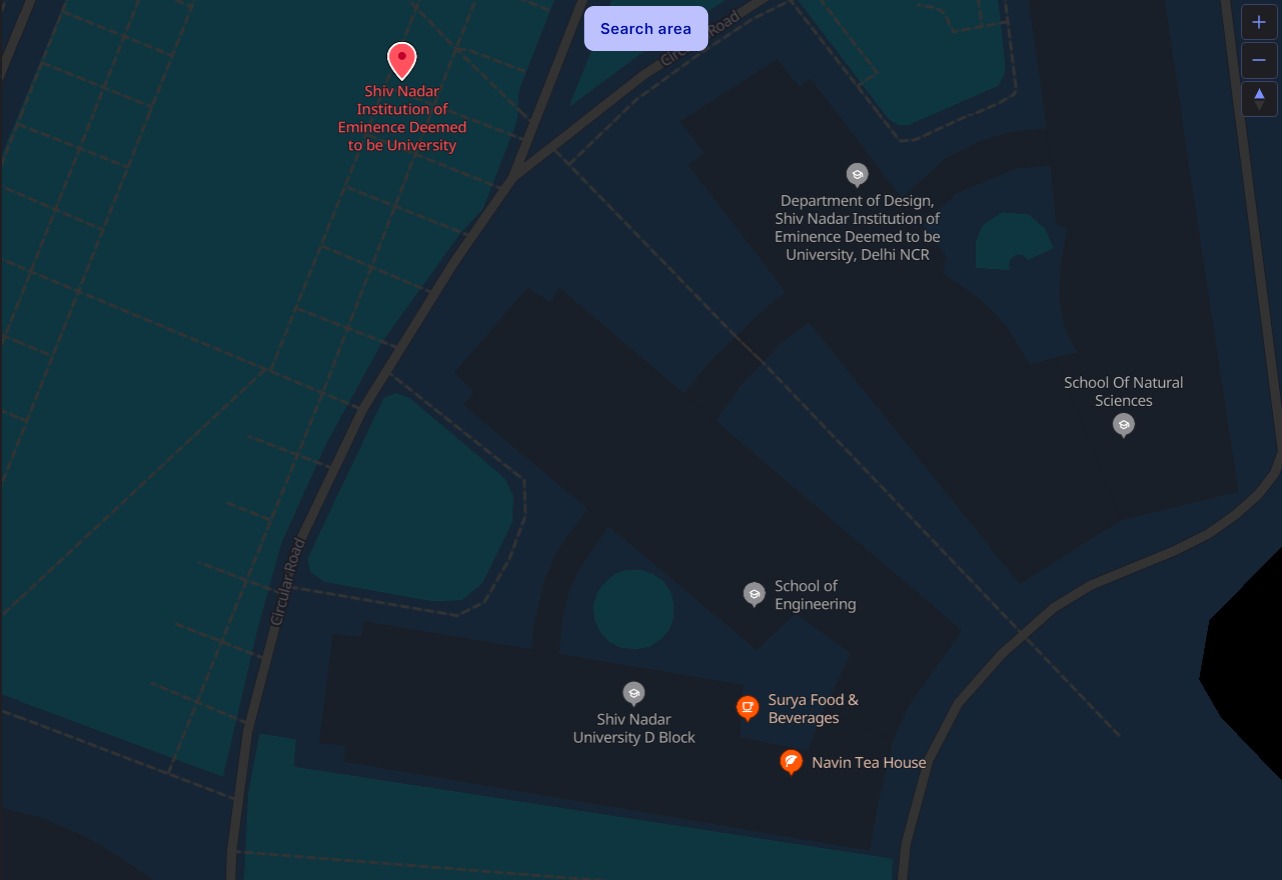 Search area
Circular Road
Shiv Nadar
Institution of
Eminence Deemed
to be University
Department of Design,
Shiv Nadar Institution of
Eminence Deemed to be
University, Delhi NCR
School Of Natural
Sciences
Circular Road
School of
Engineering
Shiv Nadar
University D Block
Surya Food &
Beverages
Navin Tea House